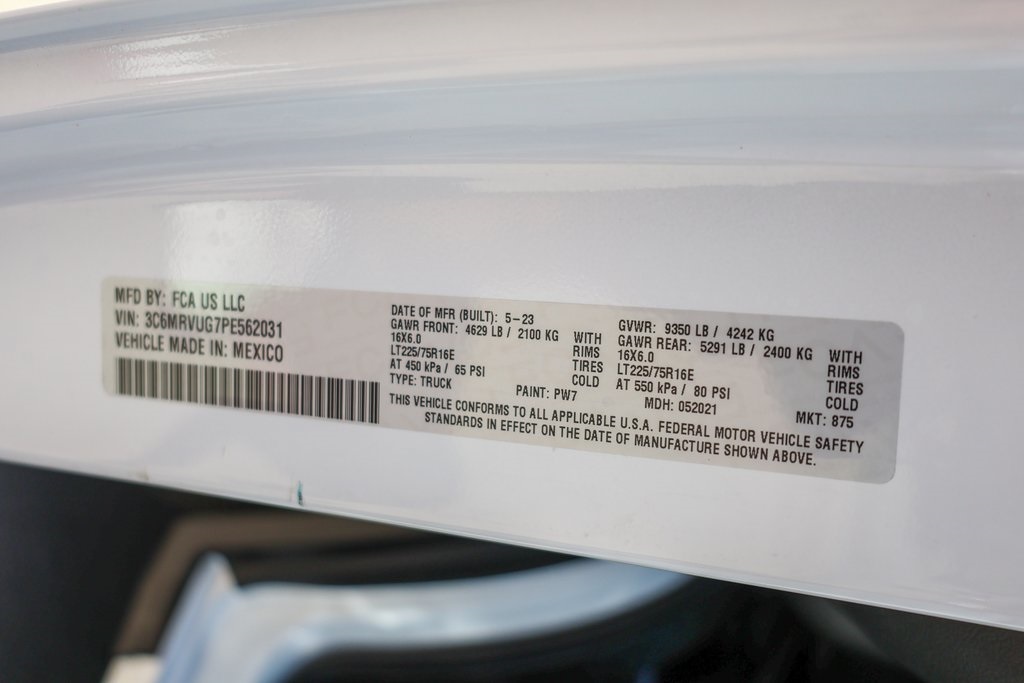 MFD BY: FCA US LLC
VIN: 3C6MRVUG7PE562031
VEHICLE MADE IN: MEXICO
DATE OF MFR (BUILT): 5-23
GAWR FRONT: 4629 LB / 2100 KG WITH
16X6.0 RIMS
LT225/75R16E TIRES
AT 450 kPa / 65 PSI COLD
TYPE: TRUCK PAINT: PW7
GVWR: 9350 LB / 4242 KG
GAWR REAR: 5291 LB / 2400 KG WITH
16X6.0 RIMS
LT225/75R16E TIRES
AT 550 kPa / 80 PSI COLD
MDH: 052021 MKT: 875
THIS VEHICLE CONFORMS TO ALL APPLICABLE U.S.A. FEDERAL MOTOR VEHICLE SAFETY
STANDARDS IN EFFECT ON THE DATE OF MANUFACTURE SHOWN ABOVE.